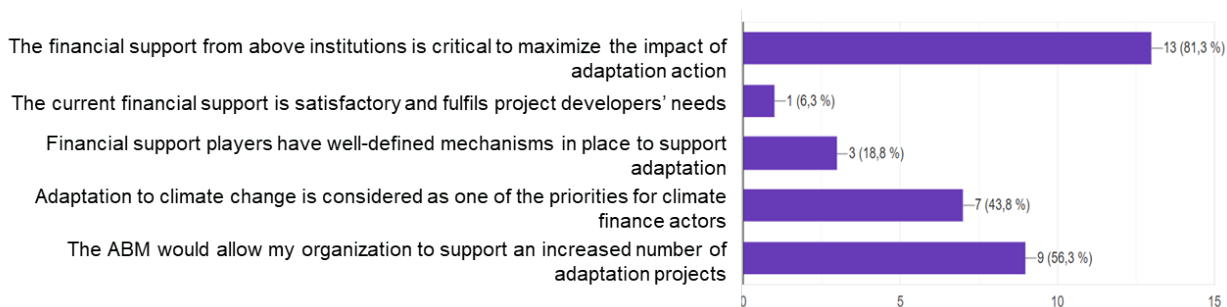 The financial support from above institutions is critical to maximize the impact of
adaptation action
13 (81,3 %)
The current financial support is satisfactory and fulfils project developers’ needs
1 (6,3 %)
Financial support players have well-defined mechanisms in place to support
adaptation
3 (18,8 %)
Adaptation to climate change is considered as one of the priorities for climate
finance actors
7 (43,8 %)
The ABM would allow my organization to support an increased number of
adaptation projects
9 (56,3 %)
0 5 10 15